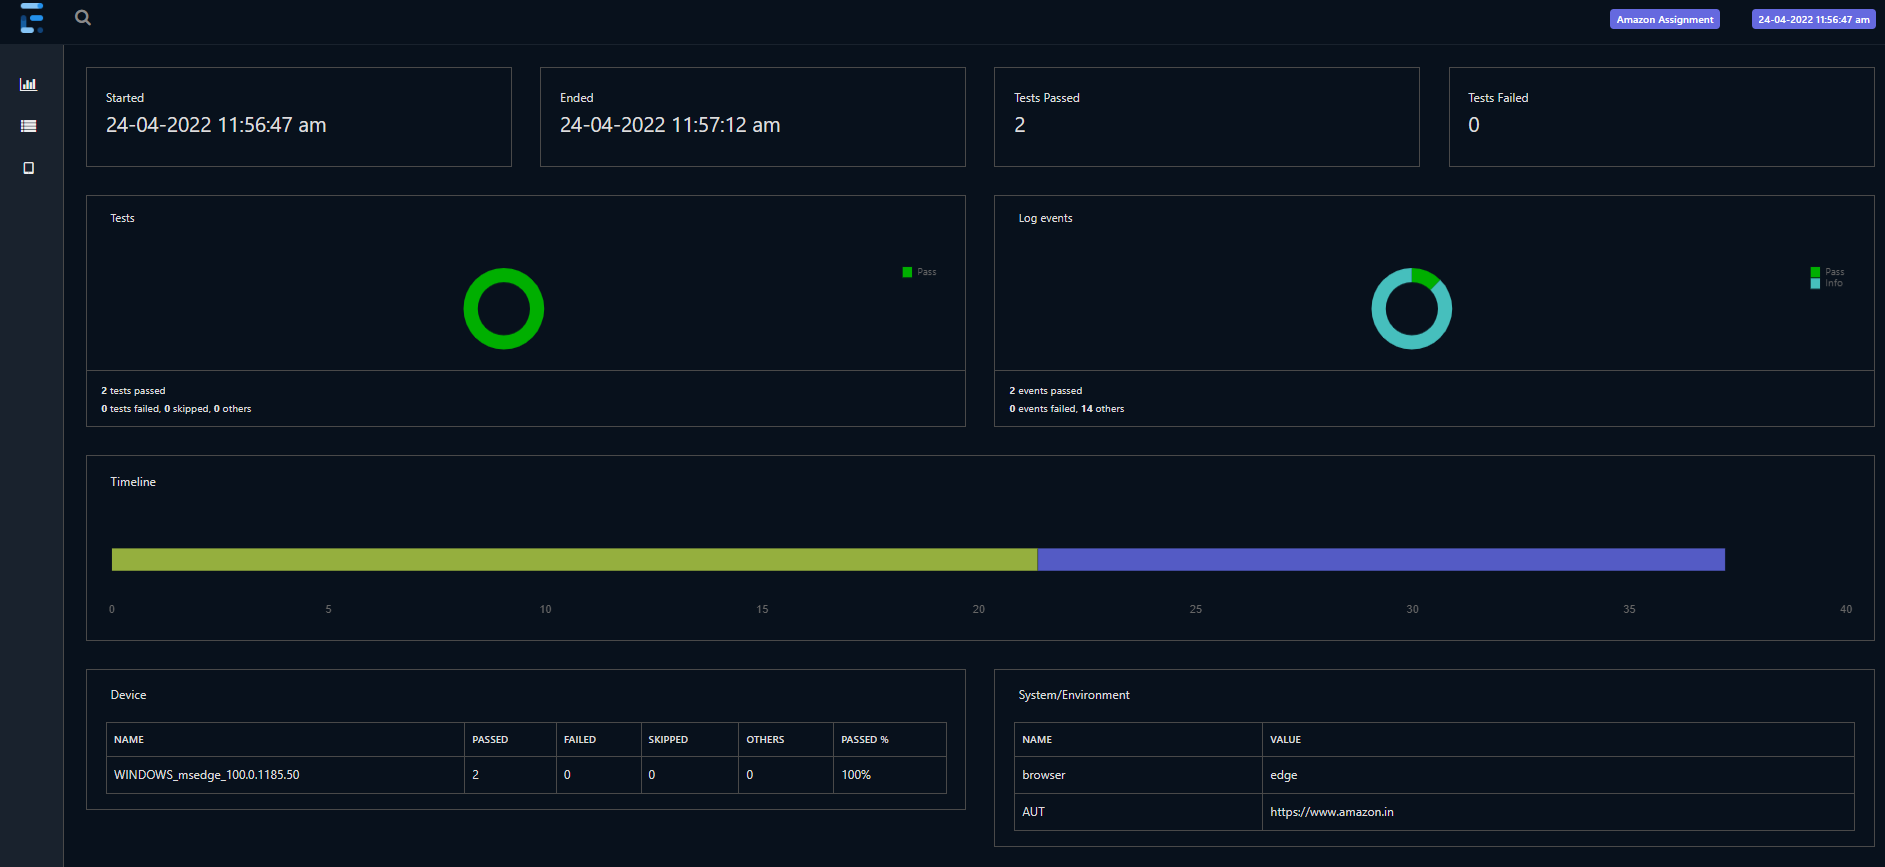 Amazon Assignment 24-04-2022 11:56:47 am
Started
24-04-2022 11:56:47 am
Ended
24-04-2022 11:57:12 am
Tests Passed
2
Tests Failed
0
Tests
Pass
2 tests passed
0 tests failed, 0 skipped, 0 others
Log events
Pass
Info
2 events passed
0 events failed, 14 others
Timeline
0 5 10 15 20 25 30 35 40
Device
NAME PASSED FAILED SKIPPED OTHERS PASSED %
WINDOWS_msedge_100.0.1185.50 2 0 0 0 100%
System/Environment
NAME VALUE
browser edge
AUT https://www.amazon.in